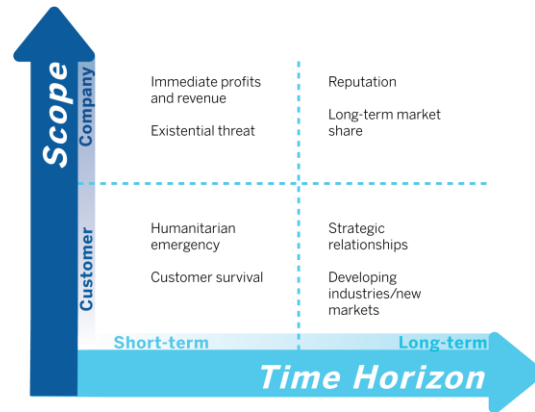 Scope
Company
Immediate profits
and revenue
Existential threat
Reputation
Long-term market
share
Customer
Humanitarian
emergency
Customer survival
Strategic
relationships
Developing
industries/new
markets
Short-term
Long-term
Time Horizon